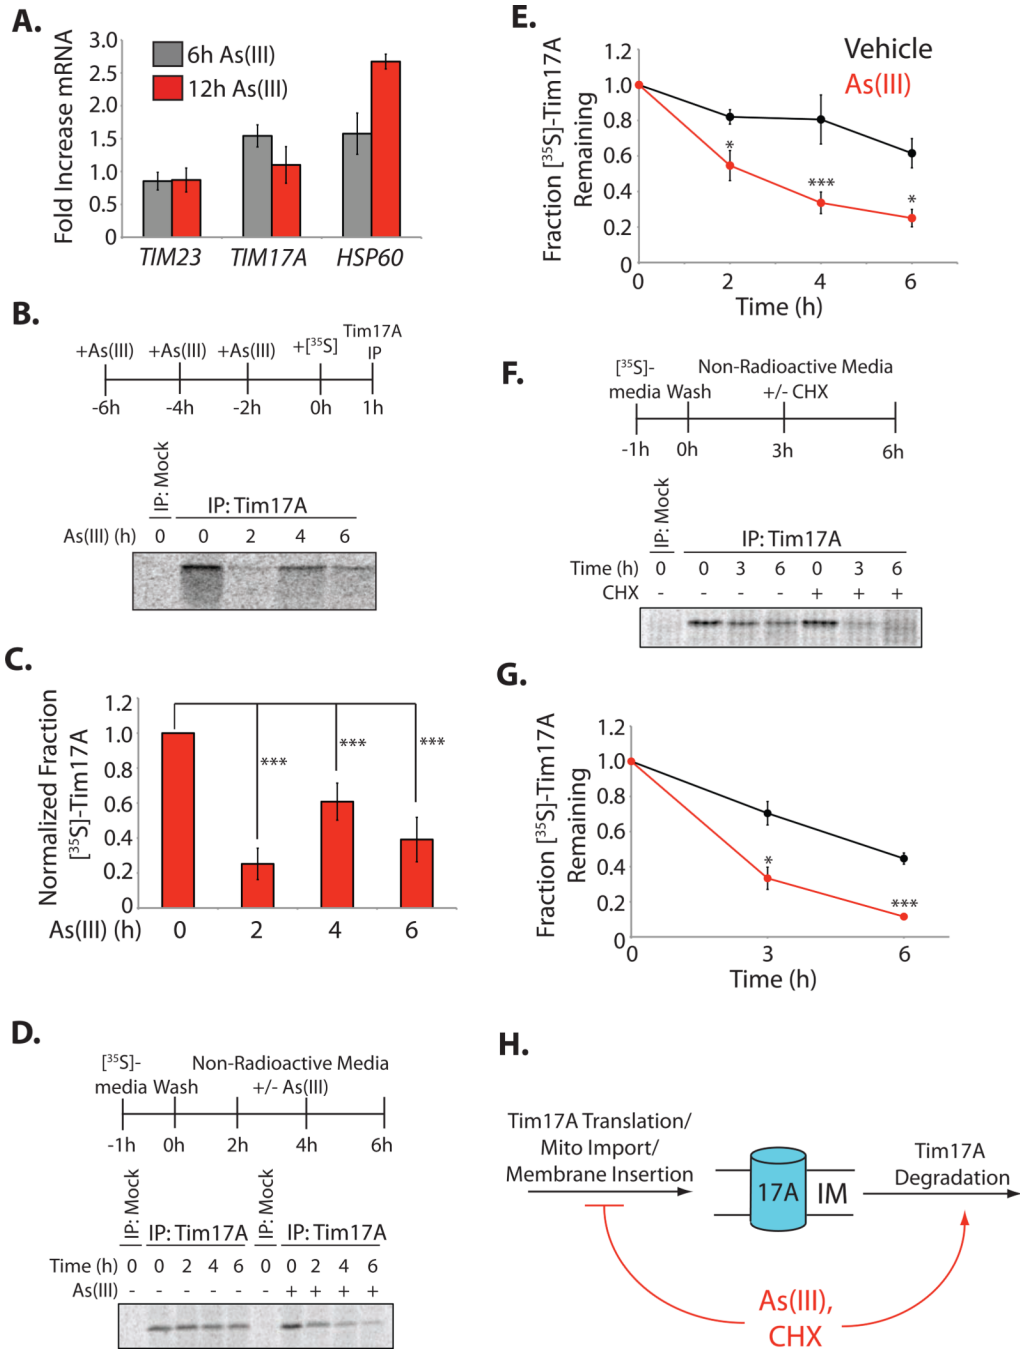 A.
Fold Increase mRNA
3.0
2.5
2.0
1.5
1.0
0.5
0
6h As(III)
12h As(III)
TIM23 TIM17A HSP60
B.
+As(III) +As(III) +As(III) +[³⁵S] Tim17A
IP
-6h -4h -2h 0h 1h
IP: Mock
IP: Tim17A
As(III) (h) 0 0 2 4 6
C.
Normalized Fraction
[³⁵S]-Tim17A
1.2
1.0
0.8
0.6
0.4
0.2
0
*** *** ***
As(III) (h) 0 2 4 6
D.
[³⁵S]-
media Wash
Non-Radioactive Media
+/- As(III)
-1h 0h 2h 4h 6h
IP: Mock
IP: Tim17A
IP: Mock
IP: Tim17A
Time (h) 0 0 2 4 6 0 0 2 4 6
As(III) - - - - - - + + + +
E.
Fraction [³⁵S]-Tim17A
Remaining
1.2
1.0
0.8
0.6
0.4
0.2
0
Vehicle
As(III)
* *** *
0 2 4 6
Time (h)
F.
[³⁵S]-
media Wash
Non-Radioactive Media
+/- CHX
-1h 0h 3h 6h
IP: Mock
IP: Tim17A
Time (h) 0 0 3 6 0 3 6
CHX - - - - + + +
G.
Fraction [³⁵S]-Tim17A
Remaining
1.2
1.0
0.8
0.6
0.4
0.2
0
* ***
0 3 6
Time (h)
H.
Tim17A Translation/
Mito Import/
Membrane Insertion
17A IM
Tim17A
Degradation
As(III),
CHX